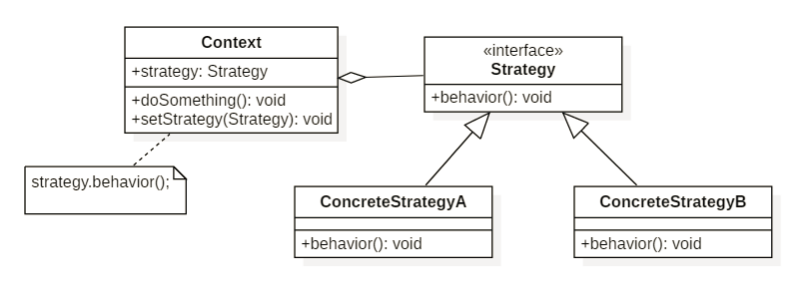 Context
+strategy: Strategy
+doSomething(): void
+setStrategy(Strategy): void
strategy.behavior();
«interface»
Strategy
+behavior(): void
ConcreteStrategyA
+behavior(): void
ConcreteStrategyB
+behavior(): void